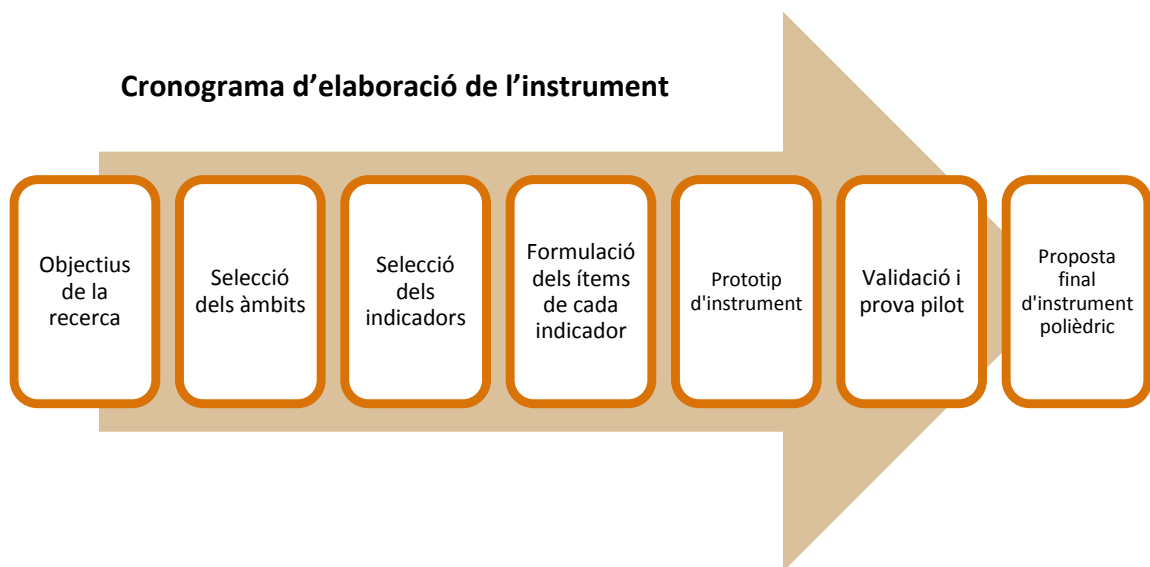 Cronograma d’elaboració de l’instrument
Objectius
de la
recerca
Selecció
dels àmbits
Selecció
dels
indicadors
Formulació
dels ítems
de cada
indicador
Prototip
d'instrument
Validació i
prova pilot
Proposta
final
d'instrument
polièdric